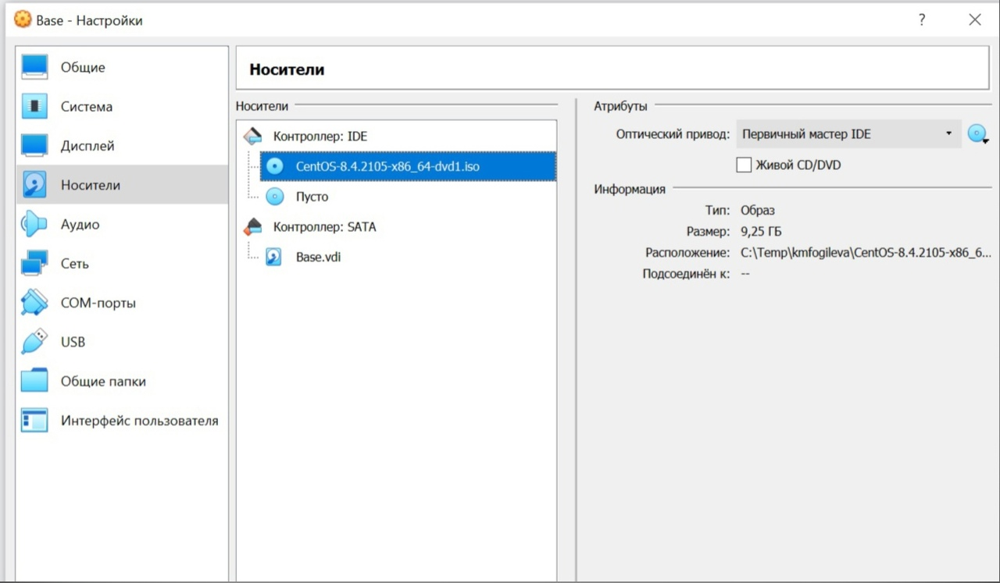 Base - Настройки
?
Общие
Система
Дисплей
Носители
Аудио
Сеть
COM-порты
USB
Общие папки
Интерфейс пользователя
Носители
Носители
Контроллер: IDE
CentOS-8.4.2105-x86_64-dvd1.iso
Пусто
Контроллер: SATA
Base.vdi
Атрибуты
Оптический привод: Первичный мастер IDE
Живой CD/DVD
Информация
Тип: Образ
Размер: 9,25 ГБ
Расположение: C:\Temp\kmfogileva\CentOS-8.4.2105-x86_6...
Подсоединён к: --